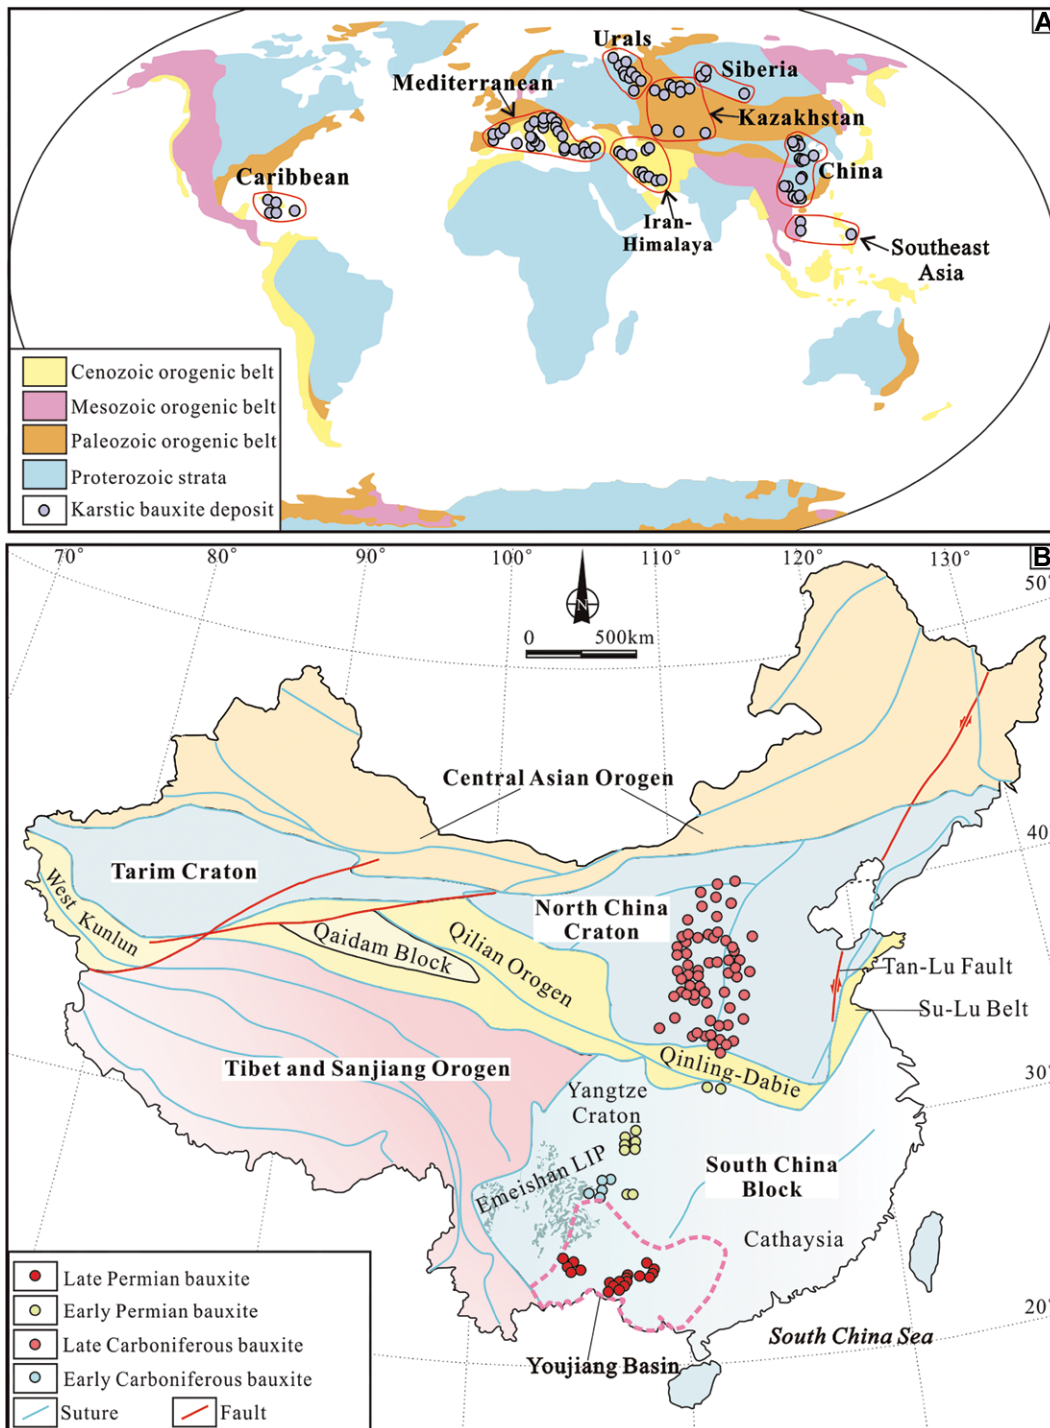 A
Urals
Siberia
Mediterranean
Kazakhstan
China
Caribbean
Iran-
Himalaya
Southeast
Asia
Cenozoic orogenic belt
Mesozoic orogenic belt
Paleozoic orogenic belt
Proterozoic strata
Karstic bauxite deposit
B
70° 80° 90° 100° 110° 120° 130°
50°
N
0 500km
Central Asian Orogen
40°
Tarim Craton
West Kunlun
North China
Craton
Qaidam Block
Qilian Orogen
Tan-Lu Fault
Su-Lu Belt
Tibet and Sanjiang Orogen
Qinling-Dabie
30°
Yangtze
Craton
Emeishan LIP
South China
Block
Cathaysia
Late Permian bauxite
Early Permian bauxite
Late Carboniferous bauxite
Early Carboniferous bauxite
Suture Fault
20°
South China Sea
Youjiang Basin